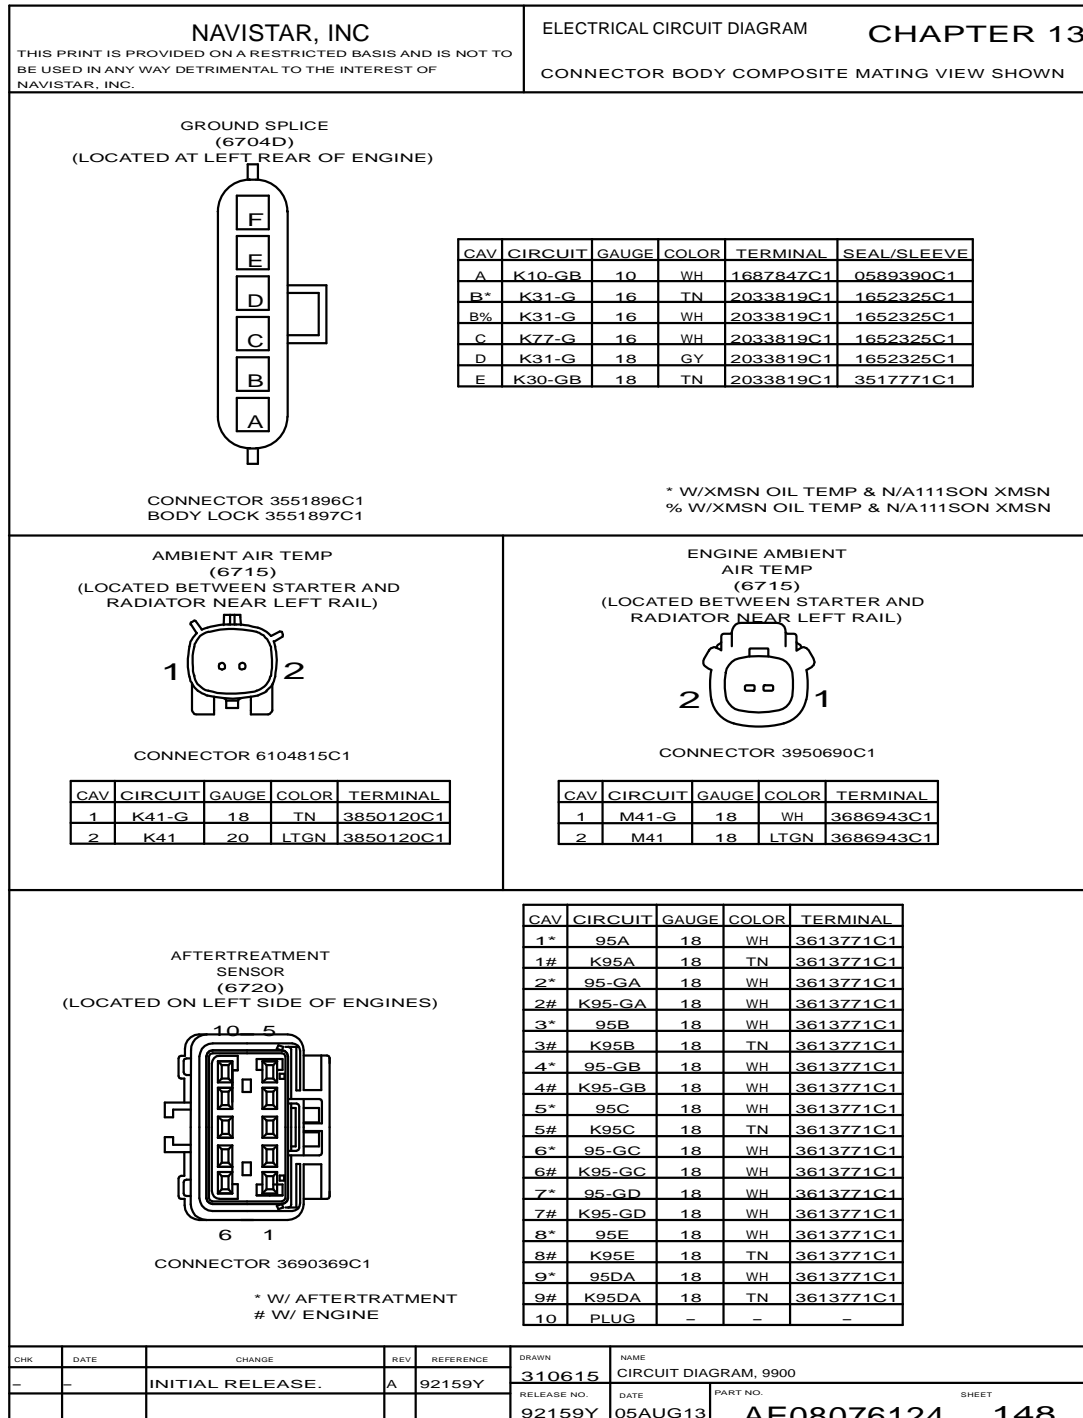 NAVISTAR, INC
THIS PRINT IS PROVIDED ON A RESTRICTED BASIS AND IS NOT TO
BE USED IN ANY WAY DETRIMENTAL TO THE INTEREST OF
NAVISTAR, INC.
ELECTRICAL CIRCUIT DIAGRAM CHAPTER 13
CONNECTOR BODY COMPOSITE MATING VIEW SHOWN
GROUND SPLICE
(6704D)
(LOCATED AT LEFT REAR OF ENGINE)
F
E
D
C
B
A
CONNECTOR 3551896C1
BODY LOCK 3551897C1
CAV CIRCUIT GAUGE COLOR TERMINAL SEAL/SLEEVE
A K10-GB 10 WH 1687847C1 0589390C1
B* K31-G 16 TN 2033819C1 1652325C1
B% K31-G 16 WH 2033819C1 1652325C1
C K77-G 16 WH 2033819C1 1652325C1
D K31-G 18 GY 2033819C1 1652325C1
E K30-GB 18 TN 2033819C1 3517771C1
* W/XMSN OIL TEMP & N/A111SON XMSN
% W/XMSN OIL TEMP & N/A111SON XMSN
AMBIENT AIR TEMP
(6715)
(LOCATED BETWEEN STARTER AND
RADIATOR NEAR LEFT RAIL)
1 2
CONNECTOR 6104815C1
CAV CIRCUIT GAUGE COLOR TERMINAL
1 K41-G 18 TN 3850120C1
2 K41 20 LTGN 3850120C1
ENGINE AMBIENT
AIR TEMP
(6715)
(LOCATED BETWEEN STARTER AND
RADIATOR NEAR LEFT RAIL)
2 1
CONNECTOR 3950690C1
CAV CIRCUIT GAUGE COLOR TERMINAL
1 M41-G 18 WH 3686943C1
2 M41 18 LTGN 3686943C1
AFTERTREATMENT
SENSOR
(6720)
(LOCATED ON LEFT SIDE OF ENGINES)
10 5
6 1
CONNECTOR 3690369C1
* W/ AFTERTRATMENT
# W/ ENGINE
CAV CIRCUIT GAUGE COLOR TERMINAL
1* 95A 18 WH 3613771C1
1# K95A 18 TN 3613771C1
2* 95-GA 18 WH 3613771C1
2# K95-GA 18 WH 3613771C1
3* 95B 18 WH 3613771C1
3# K95B 18 TN 3613771C1
4* 95-GB 18 WH 3613771C1
4# K95-GB 18 WH 3613771C1
5* 95C 18 WH 3613771C1
5# K95C 18 TN 3613771C1
6* 95-GC 18 WH 3613771C1
6# K95-GC 18 WH 3613771C1
7* 95-GD 18 WH 3613771C1
7# K95-GD 18 WH 3613771C1
8* 95E 18 WH 3613771C1
8# K95E 18 TN 3613771C1
9* 95DA 18 WH 3613771C1
9# K95DA 18 TN 3613771C1
10 PLUG – – –
CHK DATE CHANGE REV REFERENCE
– – INITIAL RELEASE. A 92159Y
DRAWN
310615
NAME
CIRCUIT DIAGRAM, 9900
RELEASE NO.
92159Y
DATE
05AUG13
PART NO.
AF08076124
SHEET
148